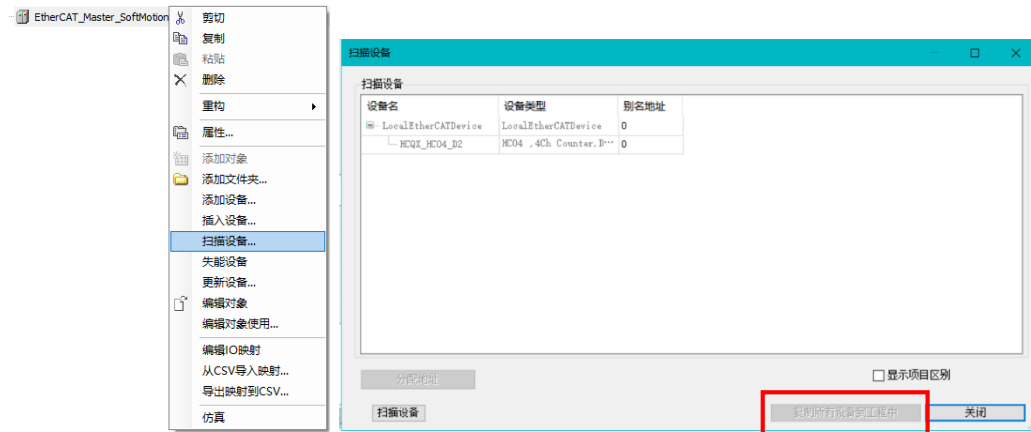 EtherCAT_Master_SoftMotion
剪切
复制
粘贴
删除
重构
属性...
添加对象
添加文件夹...
添加设备...
插入设备...
扫描设备...
失能设备
更新设备...
编辑对象
编辑对象使用...
编辑IO映射
从CSV导入映射...
导出映射到CSV...
仿真
扫描设备
扫描设备
设备名 设备类型 别名地址
LocalEtherCATDevice LocalEtherCATDevice 0
HCQX_HC04_D2 HC04 ,4Ch Counter,D... 0
分配地址
显示项目区别
扫描设备 复制所有设备到工程中 关闭